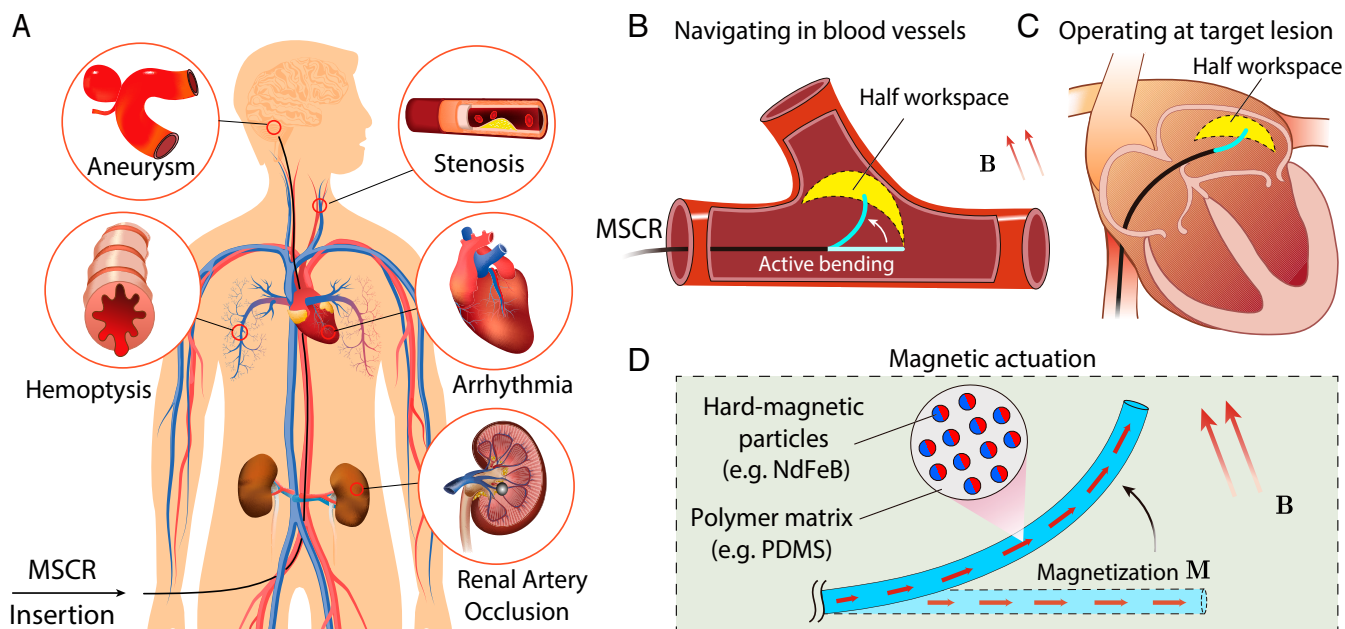 A
Aneurysm
Stenosis
Hemoptysis
Arrhythmia
Renal Artery
Occlusion
MSCR
Insertion
B
Navigating in blood vessels
Half workspace
B
MSCR
Active bending
C
Operating at target lesion
Half workspace
D
Magnetic actuation
Hard-magnetic
particles
(e.g. NdFeB)
Polymer matrix
(e.g. PDMS)
B
Magnetization M